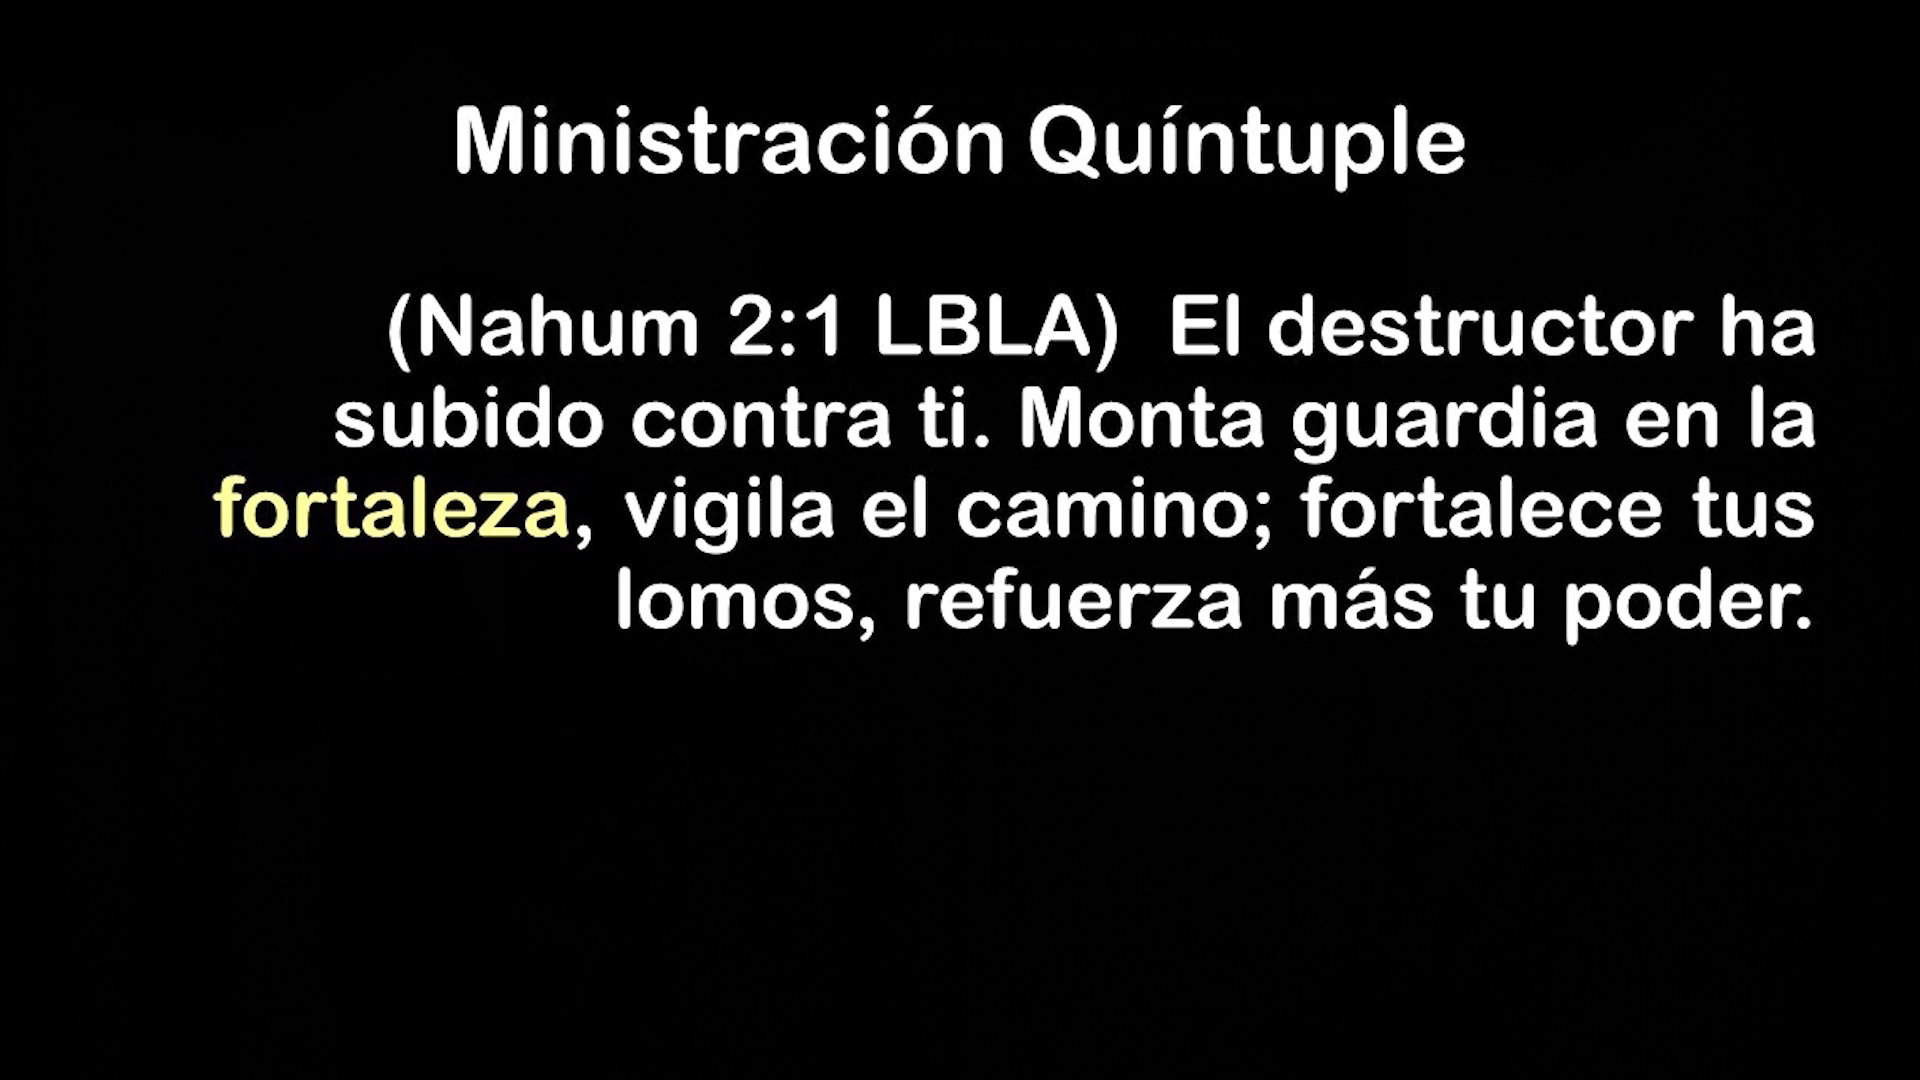 Ministración Quíntuple
(Nahum 2:1 LBLA)  El destructor ha
subido contra ti. Monta guardia en la
fortaleza, vigila el camino; fortalece tus
lomos, refuerza más tu poder.